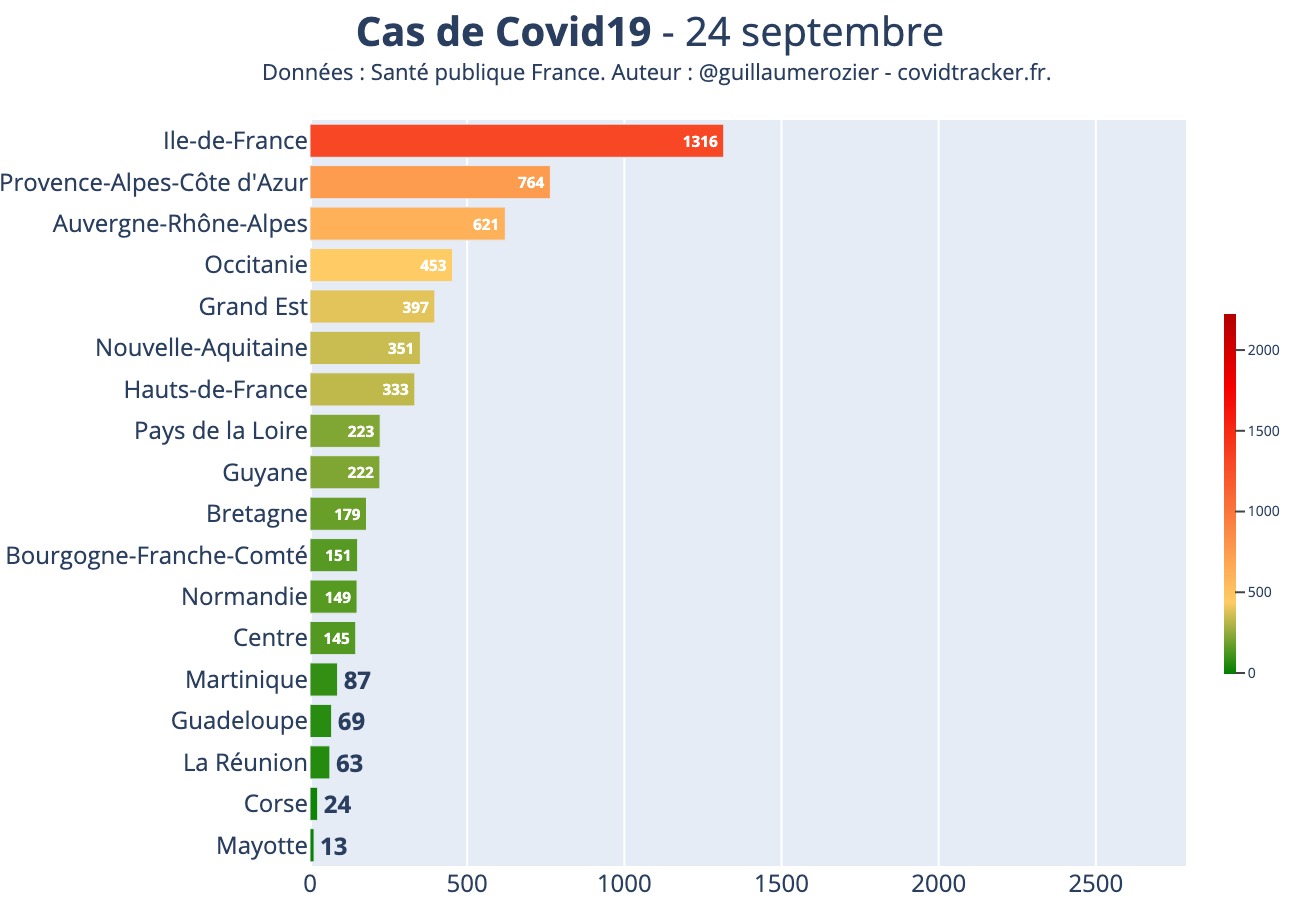 Cas de Covid19 - 24 septembre
Données : Santé publique France. Auteur : @guillaumerozier - covidtracker.fr.
Ile-de-France 1316
Provence-Alpes-Côte d'Azur 764
Auvergne-Rhône-Alpes 621
Occitanie 453
Grand Est 397
Nouvelle-Aquitaine 351
Hauts-de-France 333
Pays de la Loire 223
Guyane 222
Bretagne 179
Bourgogne-Franche-Comté 151
Normandie 149
Centre 145
Martinique 87
Guadeloupe 69
La Réunion 63
Corse 24
Mayotte 13
0 500 1000 1500 2000 2500
2000
1500
1000
500
0